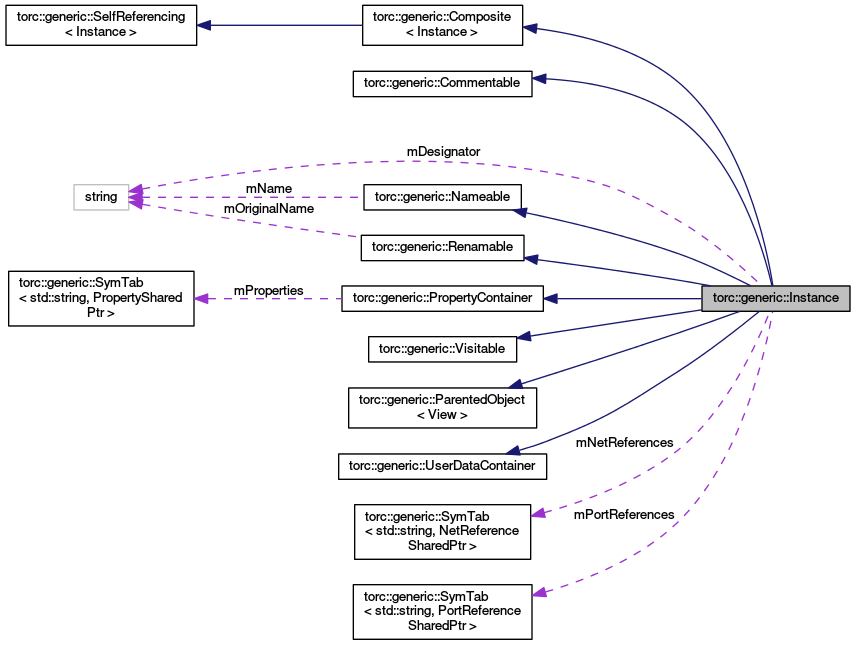 torc::generic::SelfReferencing
< Instance >
torc::generic::Composite
< Instance >
torc::generic::Commentable
mDesignator
string
mName
torc::generic::Nameable
mOriginalName
torc::generic::Renamable
torc::generic::SymTab
< std::string, PropertyShared
Ptr >
mProperties
torc::generic::PropertyContainer
torc::generic::Instance
torc::generic::Visitable
torc::generic::ParentedObject
< View >
mNetReferences
torc::generic::UserDataContainer
torc::generic::SymTab
< std::string, NetReference
SharedPtr >
mPortReferences
torc::generic::SymTab
< std::string, PortReference
SharedPtr >